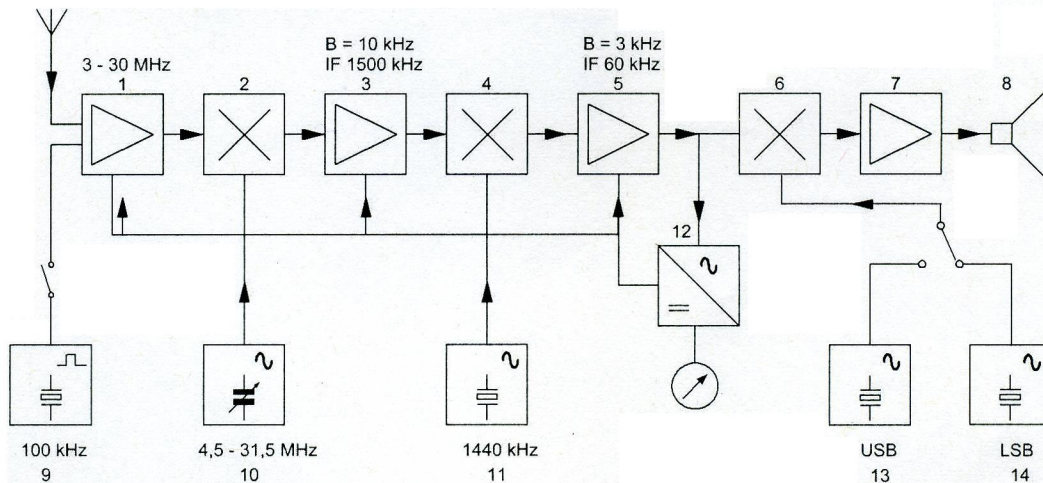 B = 10 kHz
IF 1500 kHz
B = 3 kHz
IF 60 kHz
3 - 30 MHz
1
2
3
4
5
6
7
8
12
100 kHz
4,5 - 31,5 MHz
1440 kHz
USB
LSB
9
10
11
13
14